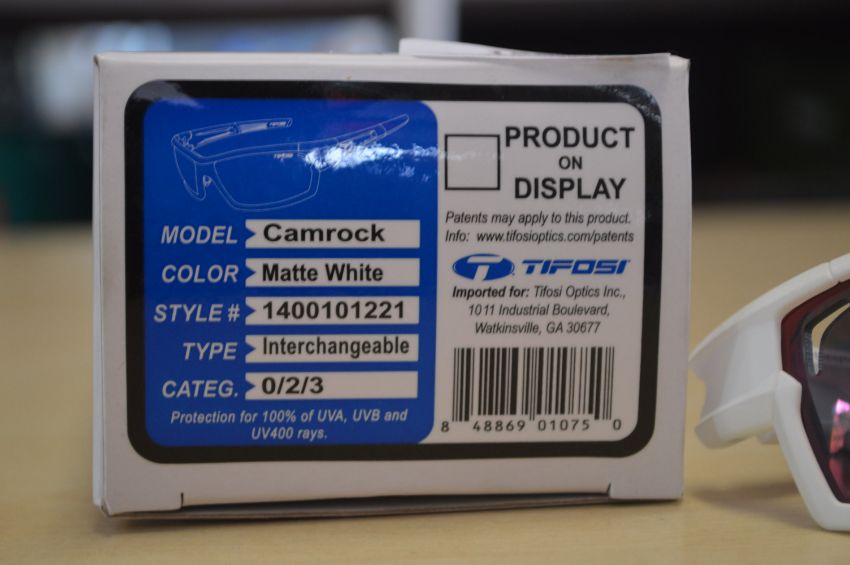 TIFOSI
MODEL Camrock
COLOR Matte White
STYLE # 1400101221
TYPE Interchangeable
CATEG. 0/2/3
Protection for 100% of UVA, UVB and
UV400 rays.
PRODUCT
ON
DISPLAY
Patents may apply to this product.
Info: www.tifosioptics.com/patents
TIFOSI
Imported for: Tifosi Optics Inc.,
1011 Industrial Boulevard,
Watkinsville, GA 30677
8 48869 01075 0